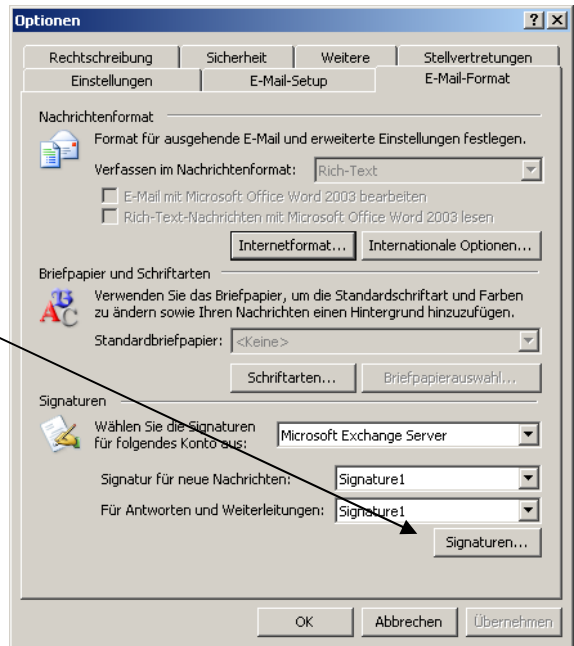 Optionen
Rechtschreibung Sicherheit Weitere Stellvertretungen
Einstellungen E-Mail-Setup E-Mail-Format
Nachrichtenformat
Format für ausgehende E-Mail und erweiterte Einstellungen festlegen.
Verfassen im Nachrichtenformat: Rich-Text
E-Mail mit Microsoft Office Word 2003 bearbeiten
Rich-Text-Nachrichten mit Microsoft Office Word 2003 lesen
Internetformat... Internationale Optionen...
Briefpapier und Schriftarten
Verwenden Sie das Briefpapier, um die Standardschriftart und Farben
zu ändern sowie Ihren Nachrichten einen Hintergrund hinzuzufügen.
Standardbriefpapier: <Keine>
Schriftarten... Briefpapierauswahl...
Signaturen
Wählen Sie die Signaturen
für folgendes Konto aus: Microsoft Exchange Server
Signatur für neue Nachrichten: Signature1
Für Antworten und Weiterleitungen: Signature1
Signaturen...
OK Abbrechen Übernehmen